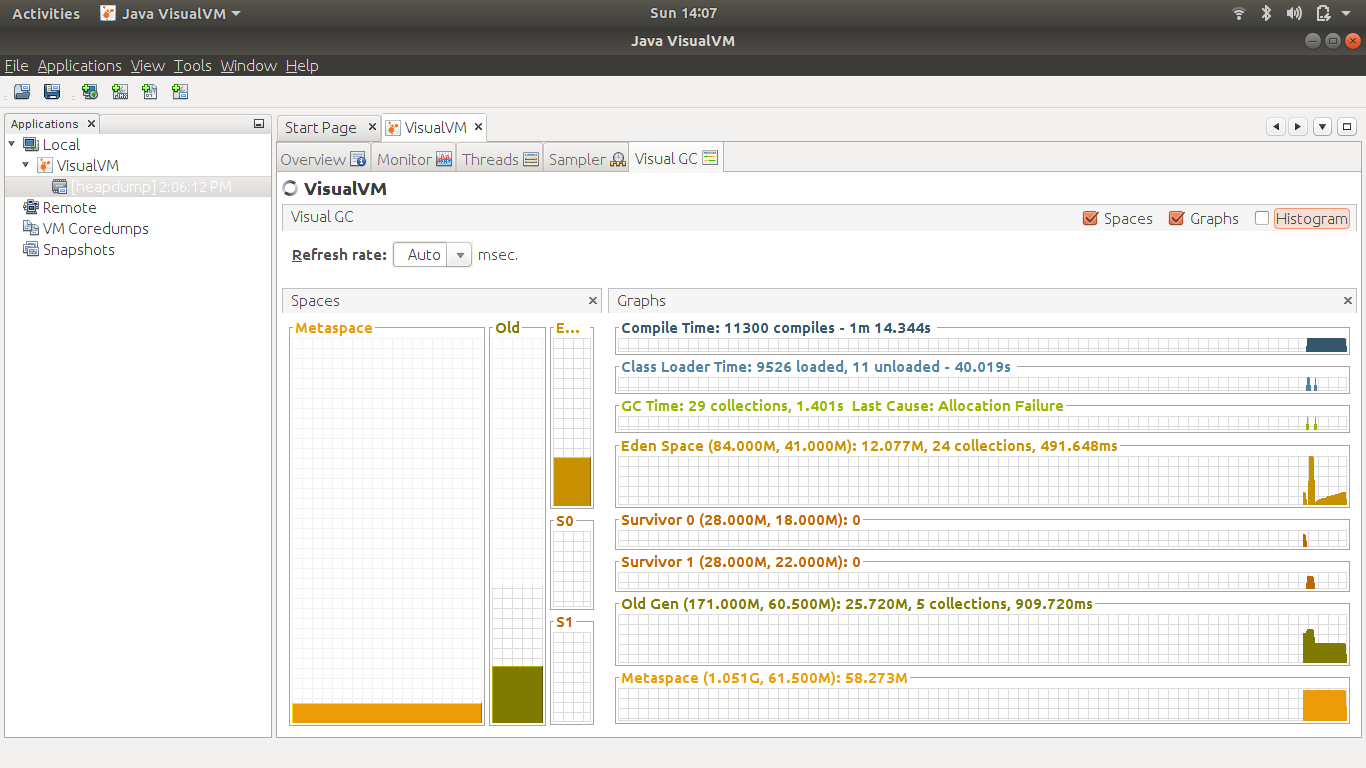 Activities Java VisualVM Sun 14:07
Java VisualVM
File Applications View Tools Window Help
Applications
Local
VisualVM
[heapdump] 2:06:12 PM
Remote
VM Coredumps
Snapshots
Start Page VisualVM
Overview Monitor Threads Sampler Visual GC
VisualVM
Visual GC Spaces Graphs Histogram
Refresh rate: Auto msec.
Spaces
Metaspace Old E...
S0
S1
Graphs
Compile Time: 11300 compiles - 1m 14.344s
Class Loader Time: 9526 loaded, 11 unloaded - 40.019s
GC Time: 29 collections, 1.401s Last Cause: Allocation Failure
Eden Space (84.000M, 41.000M): 12.077M, 24 collections, 491.648ms
Survivor 0 (28.000M, 18.000M): 0
Survivor 1 (28.000M, 22.000M): 0
Old Gen (171.000M, 60.500M): 25.720M, 5 collections, 909.720ms
Metaspace (1.051G, 61.500M): 58.273M